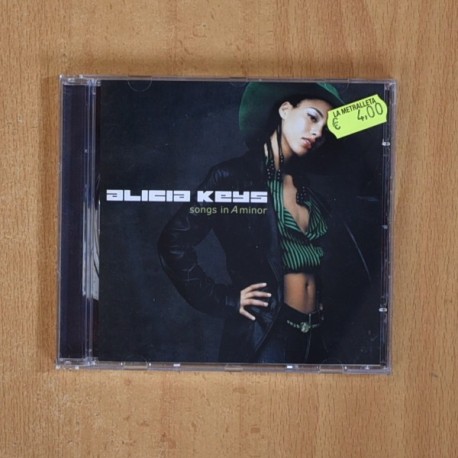 LA METRALLETA
€ 4,00
ALICIA KEYS
songs in A minor